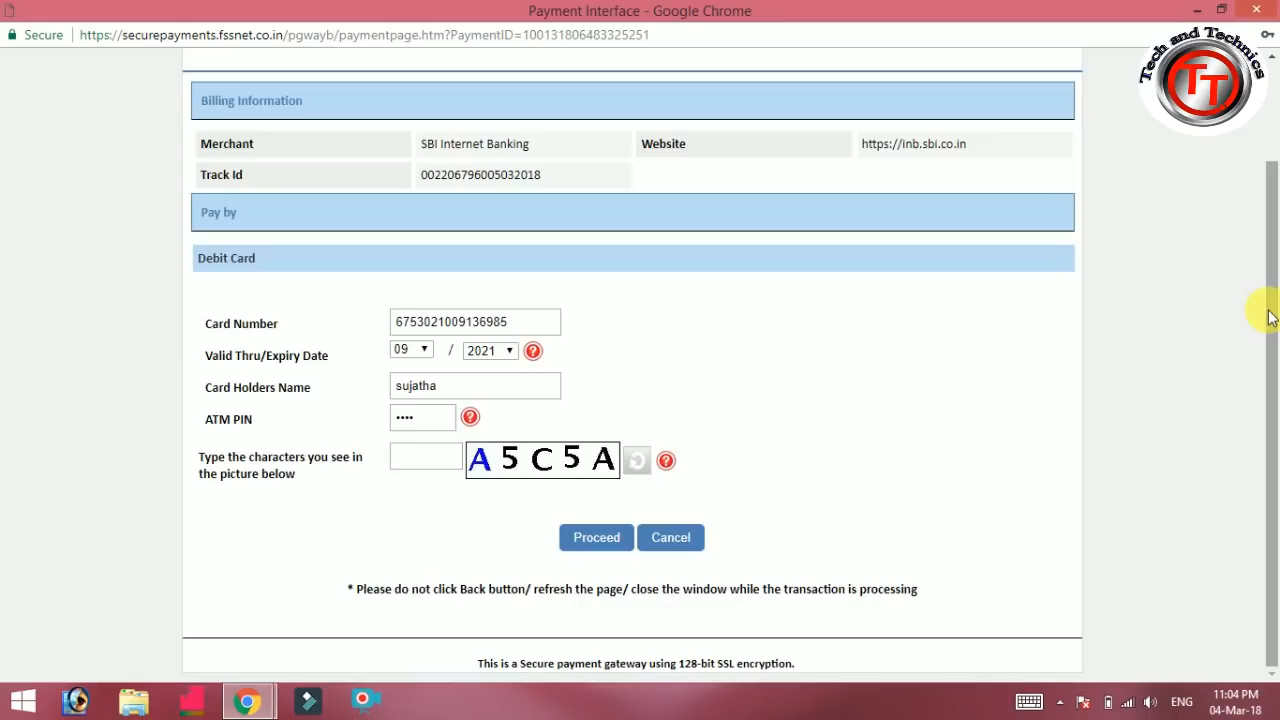 Payment Interface - Google Chrome
Secure | https://securepayments.fssnet.co.in/pgwayb/paymentpage.htm?PaymentID=100131806483325251
Tech and Technics
TT
Billing Information
Merchant SBI Internet Banking Website https://inb.sbi.co.in
Track Id 002206796005032018
Pay by
Debit Card
Card Number 6753021009136985
Valid Thru/Expiry Date 09 / 2021 ?
Card Holders Name sujatha
ATM PIN •••• ?
Type the characters you see in
the picture below
A 5 C 5 A ?
Proceed Cancel
* Please do not click Back button/ refresh the page/ close the window while the transaction is processing
This is a Secure payment gateway using 128-bit SSL encryption.
ENG
11:04 PM
04-Mar-18